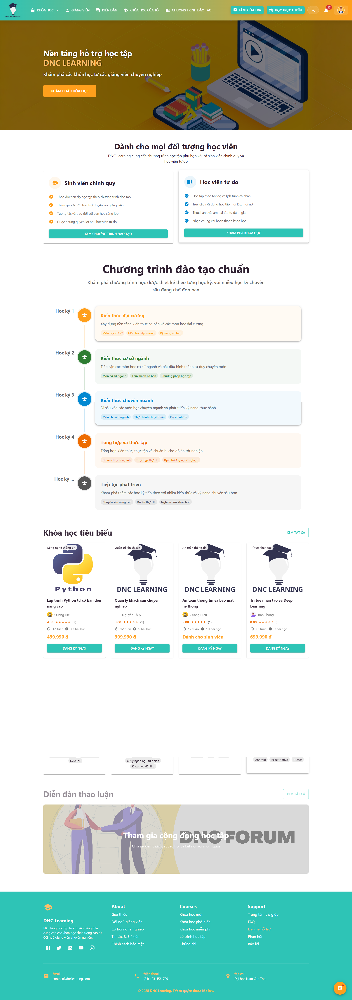 DNC LEARNING
KHÓA HỌC
GIẢNG VIÊN
DIỄN ĐÀN
KHÓA HỌC CỦA TÔI
CHƯƠNG TRÌNH ĐÀO TẠO
LÀM KIỂM TRA
HỌC TRỰC TUYẾN
37
Nền tảng hỗ trợ học tập
DNC LEARNING
Khám phá các khóa học từ các giảng viên chuyên nghiệp
KHÁM PHÁ KHÓA HỌC
Dành cho mọi đối tượng học viên
DNC Learning cung cấp chương trình học tập phù hợp với cả sinh viên chính quy và
học viên tự do
Sinh viên chính quy
Theo dõi tiến độ học tập theo chương trình đào tạo
Tham gia các lớp học trực tuyến với giảng viên
Tương tác và trao đổi với bạn học cùng lớp
Được những quyền lợi như học viên tự do
XEM CHƯƠNG TRÌNH ĐÀO TẠO
Học viên tự do
Học tập theo tốc độ và lịch trình cá nhân
Truy cập nội dung học tập mọi lúc, mọi nơi
Thực hành và làm bài tập tự đánh giá
Nhận chứng chỉ hoàn thành khóa học
KHÁM PHÁ KHÓA HỌC
Chương trình đào tạo chuẩn
Khám phá chương trình học được thiết kế theo từng học kỳ, với nhiều học kỳ chuyên
sâu đang chờ đón bạn
Học kỳ 1
Kiến thức đại cương
Xây dựng nền tảng kiến thức cơ bản và các môn học đại cương
Môn học cơ sở
Môn học đại cương
Kỹ năng cơ bản
Học kỳ 2
Kiến thức cơ sở ngành
Tiếp cận các môn học cơ sở ngành và bắt đầu hình thành tư duy chuyên môn
Môn cơ sở ngành
Thực hành cơ bản
Phương pháp học tập
Học kỳ 3
Kiến thức chuyên ngành
Đi sâu vào các môn học chuyên ngành và phát triển kỹ năng thực hành
Môn chuyên ngành
Thực hành chuyên sâu
Dự án nhóm
Học kỳ 4
Tổng hợp và thực tập
Tổng hợp kiến thức, thực tập và chuẩn bị cho đồ án tốt nghiệp
Đồ án chuyên ngành
Thực tập thực tế
Định hướng nghề nghiệp
Học kỳ ...
Tiếp tục phát triển
Khám phá thêm các học kỳ tiếp theo với nhiều kiến thức và kỹ năng chuyên sâu hơn
Chuyên sâu nâng cao
Dự án thực tế
Nghiên cứu khoa học
Khóa học tiêu biểu
XEM TẤT CẢ
Công nghệ thông tin
Python
Lập trình Python từ cơ bản đến
nâng cao
Quang Hiếu
4.33
(3)
12 tuần
13 bài học
499.990 ₫
ĐĂNG KÝ NGAY
Quản trị khách sạn
DNC LEARNING
Quản lý khách sạn chuyên
nghiệp
Nguyễn Thủy
3.00
(1)
12 tuần
9 bài học
399.990 ₫
ĐĂNG KÝ NGAY
An toàn thông tin
DNC LEARNING
An toàn thông tin và bảo mật
hệ thống
Quang Hiếu
5.00
(1)
12 tuần
10 bài học
Dành cho sinh viên
ĐĂNG KÝ NGAY
Trí tuệ nhân tạo
DNC LEARNING
Trí tuệ nhân tạo và Deep
Learning
Trần Phong
0.00
(0)
12 tuần
9 bài học
699.990 ₫
ĐĂNG KÝ NGAY
DevOps
Xử lý ngôn ngữ tự nhiên
Khoa học dữ liệu
Android
React Native
Flutter
Diễn đàn thảo luận
XEM TẤT CẢ
DNC FORUM
Tham gia cộng đồng học tập
Chia sẻ kiến thức, đặt câu hỏi và kết nối với mọi người
DNC Learning
Nền tảng học tập trực tuyến hàng đầu,
cung cấp các khóa học chất lượng cao từ
đội ngũ giảng viên chuyên nghiệp.
About
Giới thiệu
Đội ngũ giảng viên
Cơ hội nghề nghiệp
Tin tức & Sự kiện
Chính sách bảo mật
Courses
Khóa học mới
Khóa học phổ biến
Khóa học miễn phí
Lộ trình học tập
Chứng chỉ
Support
Trung tâm trợ giúp
FAQ
Liên hệ hỗ trợ
Phản hồi
Báo lỗi
Email
contact@dnclearning.com
Điện thoại
(84) 123-456-789
Địa chỉ
Đại học Nam Cần Thơ
© 2025 DNC Learning. Tất cả quyền được bảo lưu.